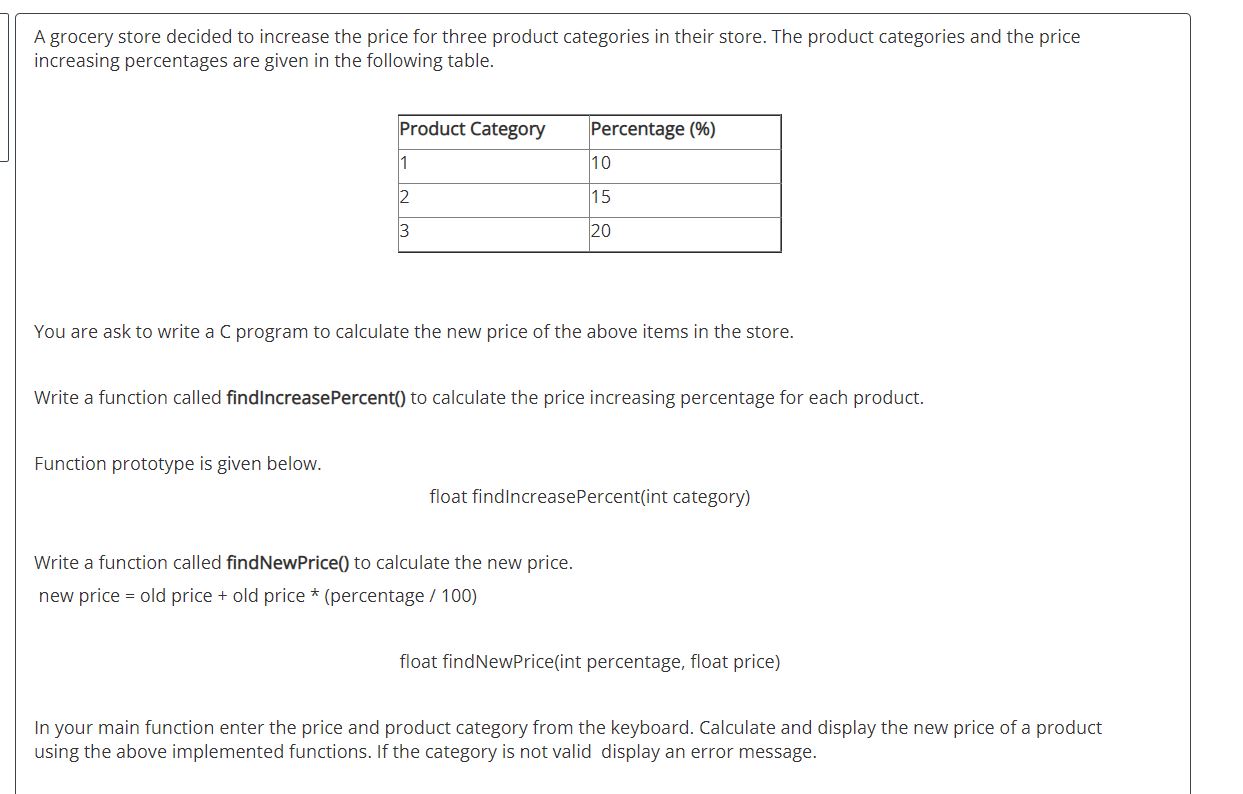 A grocery store decided to increase the price for three product categories in their store. The product categories and the price
increasing percentages are given in the following table.
Product Category Percentage (%)
1 10
2 15
3 20
You are ask to write a C program to calculate the new price of the above items in the store.
Write a function called findIncreasePercent() to calculate the price increasing percentage for each product.
Function prototype is given below.
float findIncreasePercent(int category)
Write a function called findNewPrice() to calculate the new price.
new price = old price + old price * (percentage / 100)
float findNewPrice(int percentage, float price)
In your main function enter the price and product category from the keyboard. Calculate and display the new price of a product
using the above implemented functions. If the category is not valid  display an error message.